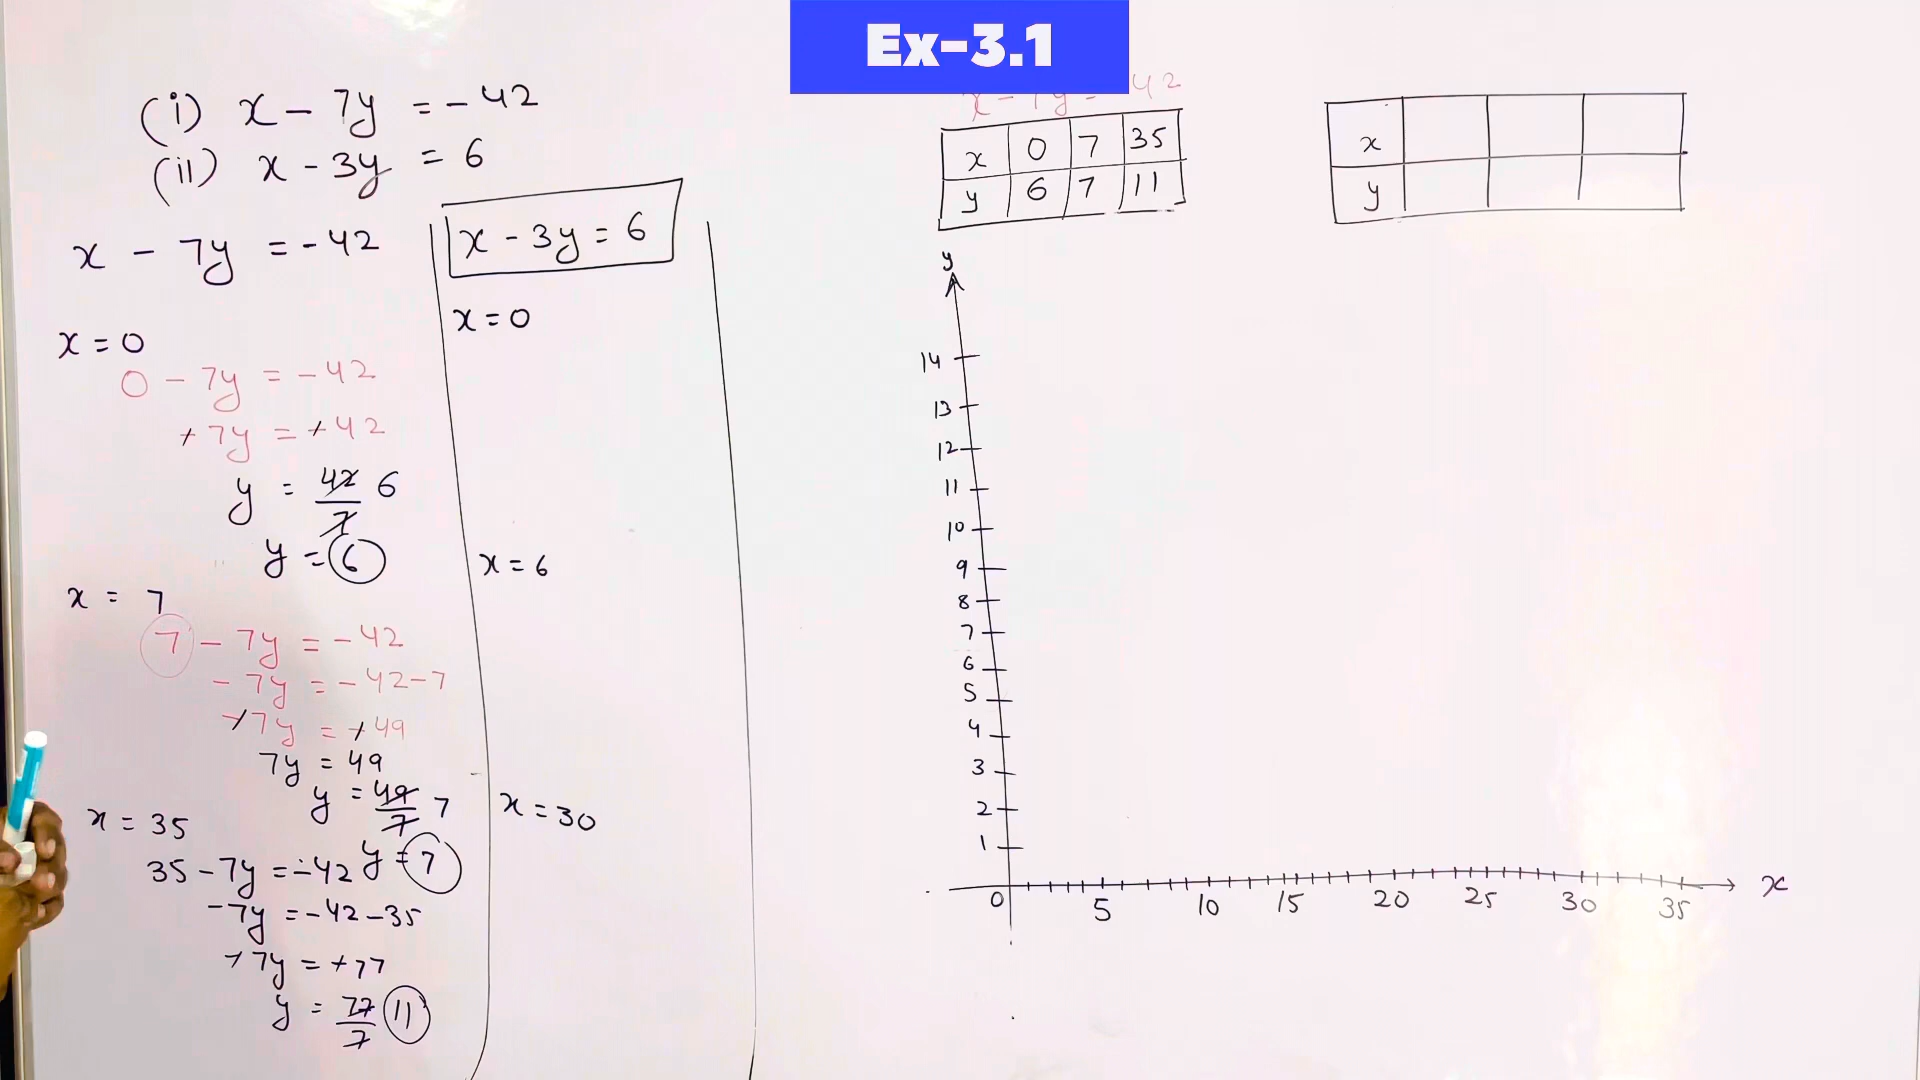 Ex-3.1
(i) x - 7y = -42
(ii) x - 3y = 6
x - 7y = -42
x = 0
0 - 7y = -42
+7y = +42
y = 42/7 6
y = 6
x = 7
7 - 7y = -42
- 7y = -42-7
+7y = +49
7y = 49
y = 49/7 7
y = 7
x = 35
35 - 7y = -42
-7y = -42-35
+7y = +77
y = 77/7 11
x - 3y = 6
x = 0
x = 6
x = 30
x - 7y = 42
x 0 7 35
y 6 7 11
x
y
y
14
13
12
11
10
9
8
7
6
5
4
3
2
1
0 5 10 15 20 25 30 35 x